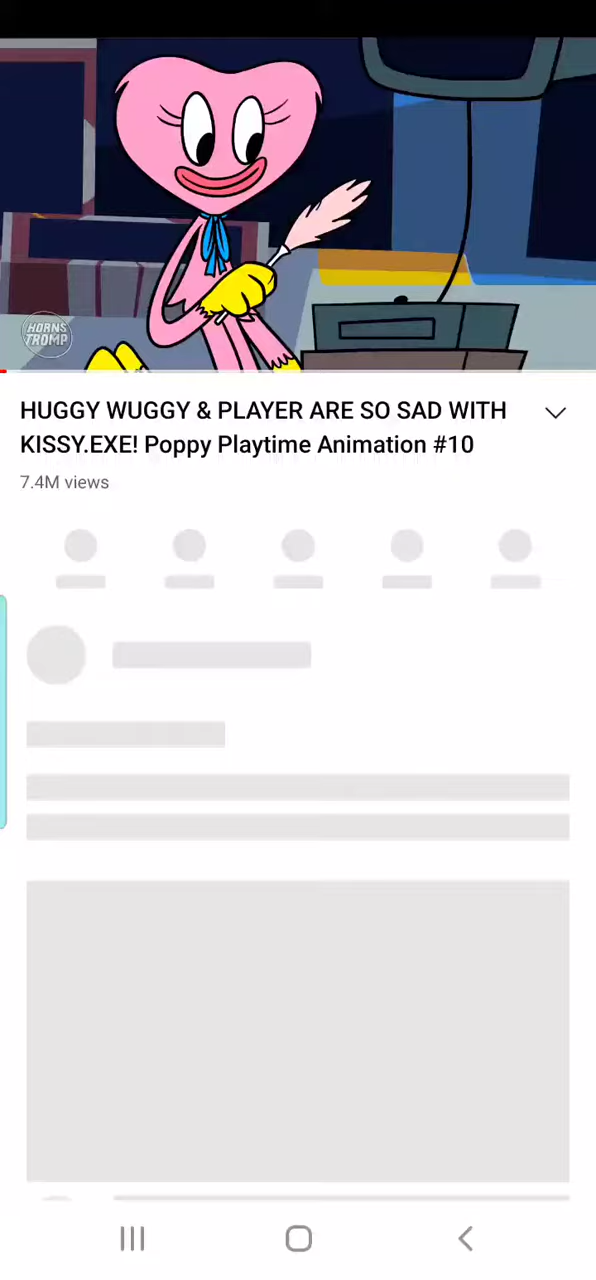 HORNS
TROMP
HUGGY WUGGY & PLAYER ARE SO SAD WITH
KISSY.EXE! Poppy Playtime Animation #10
7.4M views